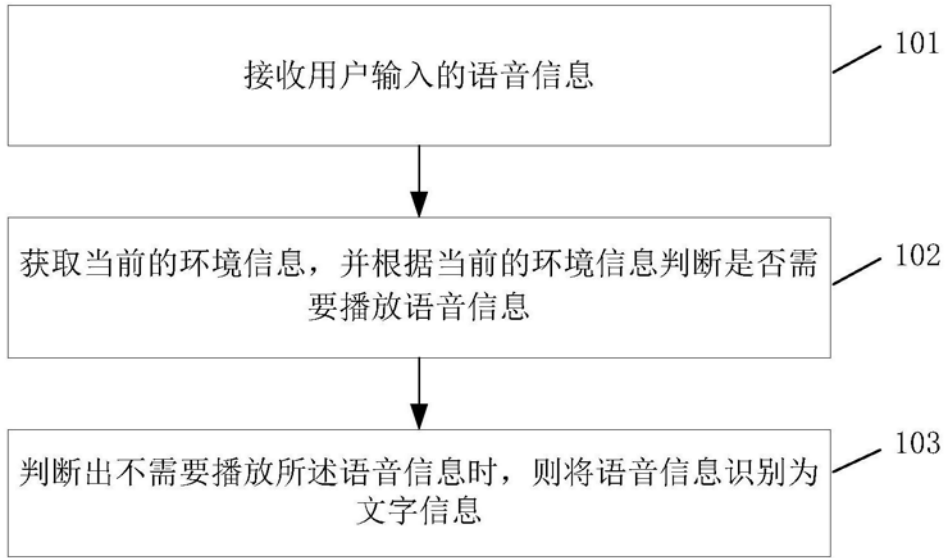 接收用户输入的语音信息
101
获取当前的环境信息，并根据当前的环境信息判断是否需
要播放语音信息
102
判断出不需要播放所述语音信息时，则将语音信息识别为
文字信息
103